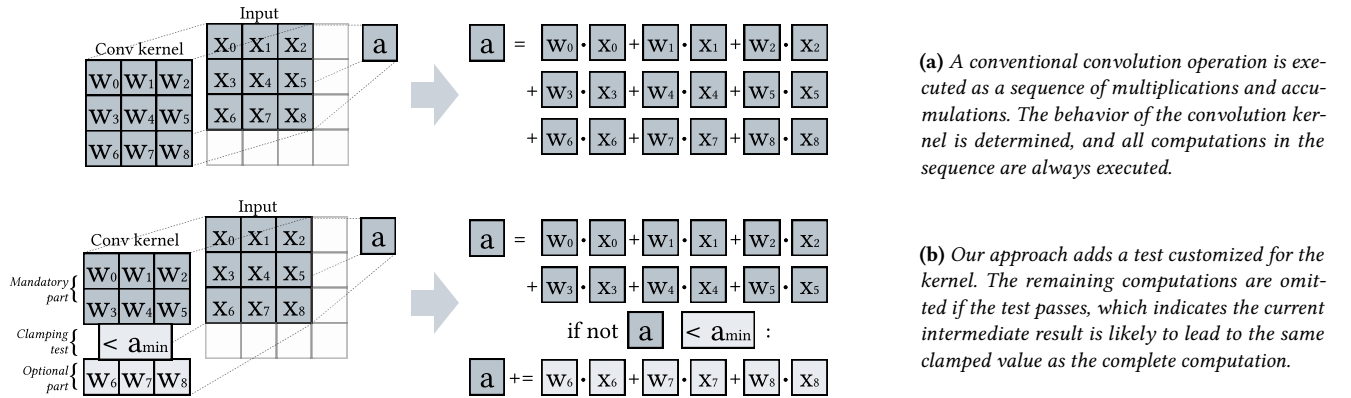 Input
Conv kernel
a
W0 W1 W2
W3 W4 W5
W6 W7 W8
X0 X1 X2
X3 X4 X5
X6 X7 X8
a = W0 · X0 + W1 · X1 + W2 · X2
+ W3 · X3 + W4 · X4 + W5 · X5
+ W6 · X6 + W7 · X7 + W8 · X8
(a) A conventional convolution operation is exe-
cuted as a sequence of multiplications and accu-
mulations. The behavior of the convolution ker-
nel is determined, and all computations in the
sequence are always executed.
Input
Conv kernel
a
Mandatory
part
W0 W1 W2
W3 W4 W5
Clamping
test
< amin
Optional
part
W6 W7 W8
X0 X1 X2
X3 X4 X5
X6 X7 X8
a = W0 · X0 + W1 · X1 + W2 · X2
+ W3 · X3 + W4 · X4 + W5 · X5
if not a < amin :
a += W6 · X6 + W7 · X7 + W8 · X8
(b) Our approach adds a test customized for the
kernel. The remaining computations are omit-
ted if the test passes, which indicates the current
intermediate result is likely to lead to the same
clamped value as the complete computation.